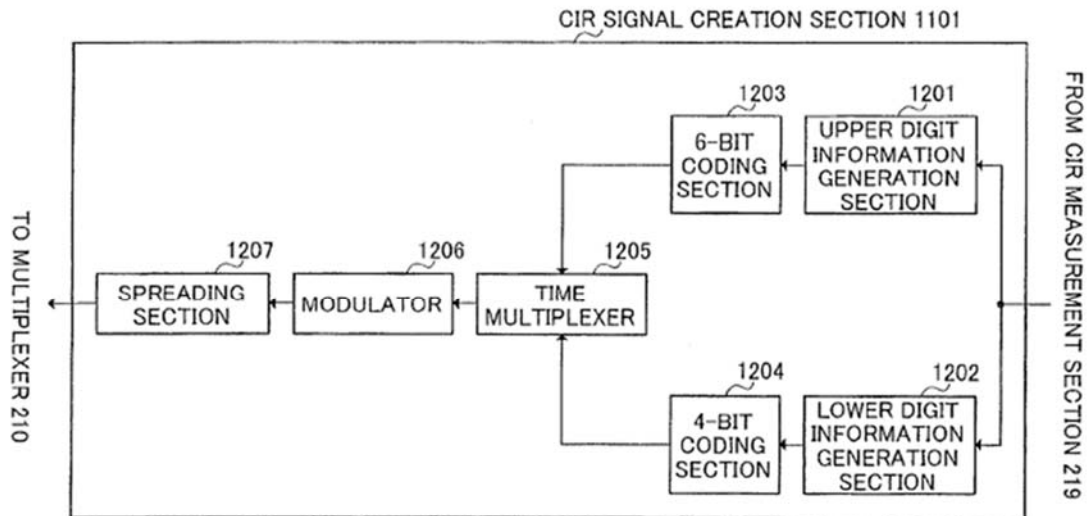 CIR SIGNAL CREATION SECTION 1101
1203
6-BIT
CODING
SECTION
1201
UPPER DIGIT
INFORMATION
GENERATION
SECTION
FROM CIR MEASUREMENT SECTION 219
TO MULTIPLEXER 210
1207
SPREADING
SECTION
1206
MODULATOR
1205
TIME
MULTIPLEXER
1204
4-BIT
CODING
SECTION
1202
LOWER DIGIT
INFORMATION
GENERATION
SECTION